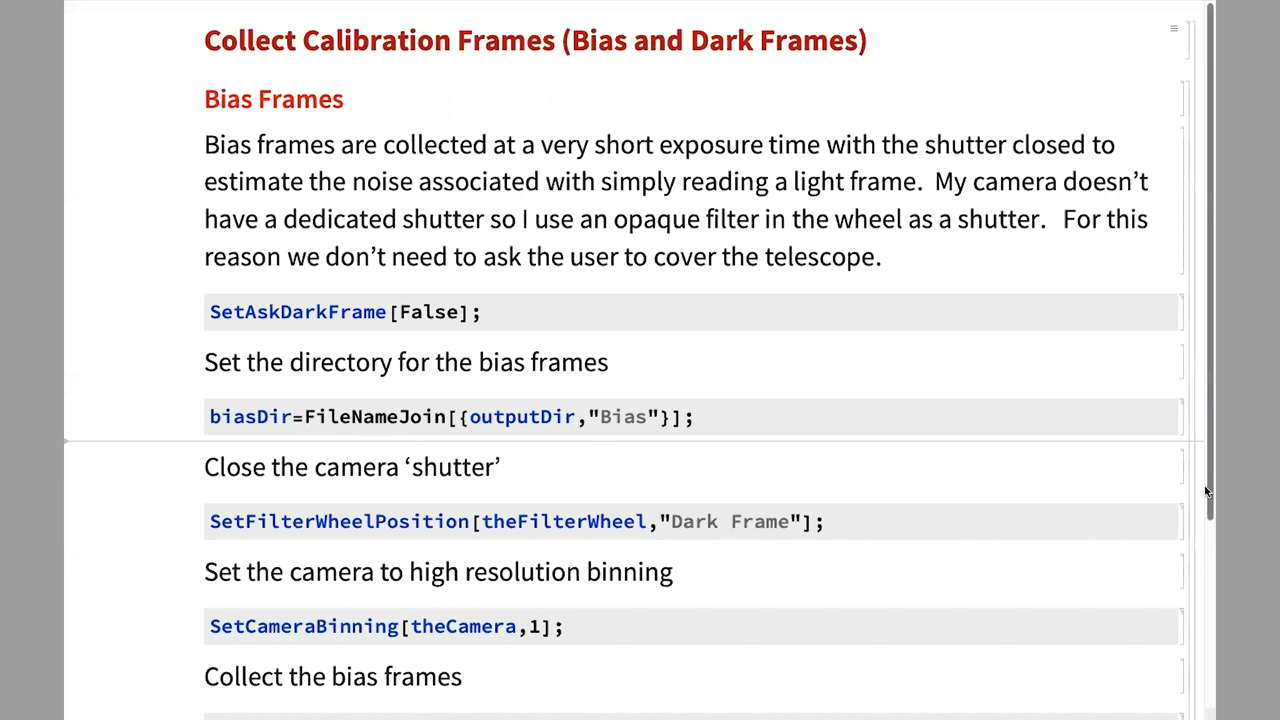 Collect Calibration Frames (Bias and Dark Frames)
Bias Frames
Bias frames are collected at a very short exposure time with the shutter closed to
estimate the noise associated with simply reading a light frame.  My camera doesn’t
have a dedicated shutter so I use an opaque filter in the wheel as a shutter.   For this
reason we don’t need to ask the user to cover the telescope.
SetAskDarkFrame[False];
Set the directory for the bias frames
biasDir=FileNameJoin[{outputDir,"Bias"}];
Close the camera ‘shutter’
SetFilterWheelPosition[theFilterWheel,"Dark Frame"];
Set the camera to high resolution binning
SetCameraBinning[theCamera,1];
Collect the bias frames